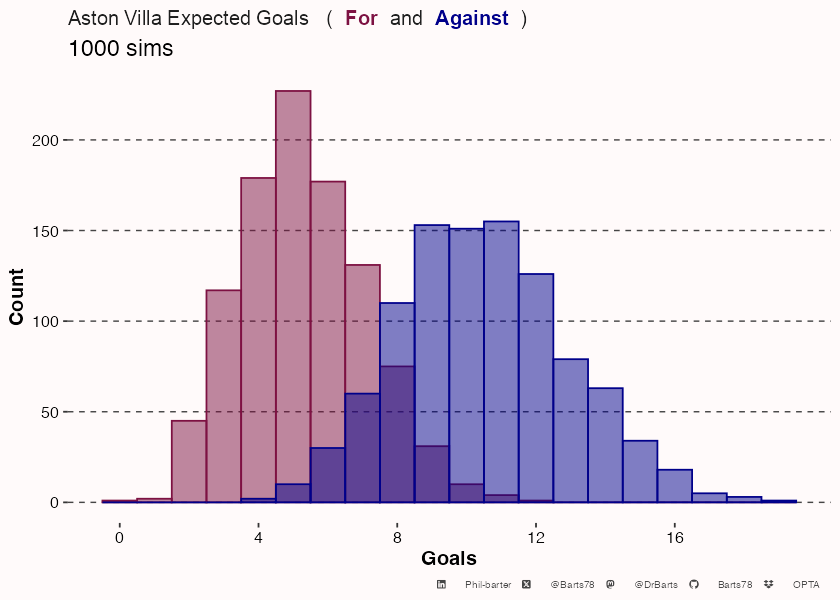 Aston Villa Expected Goals ( For and Against )
1000 sims
200
150
100
50
0
Count
0 4 8 12 16
Goals
Phil-barter @Barts78 @DrBarts Barts78 OPTA